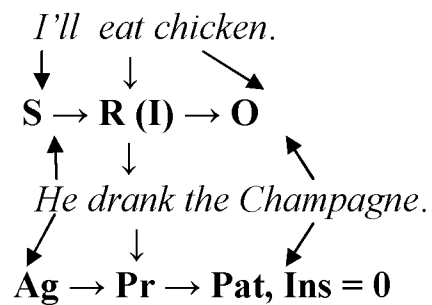 I'll eat chicken.
S → R (I) → O
He drank the Champagne.
Ag → Pr → Pat, Ins = 0